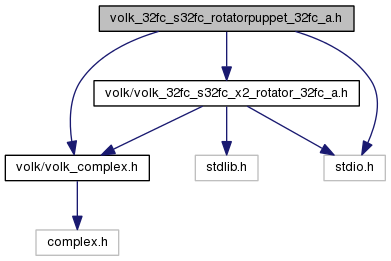 volk_32fc_s32fc_rotatorpuppet_32fc_a.h
volk/volk_32fc_s32fc_x2_rotator_32fc_a.h
volk/volk_complex.h
stdlib.h
stdio.h
complex.h